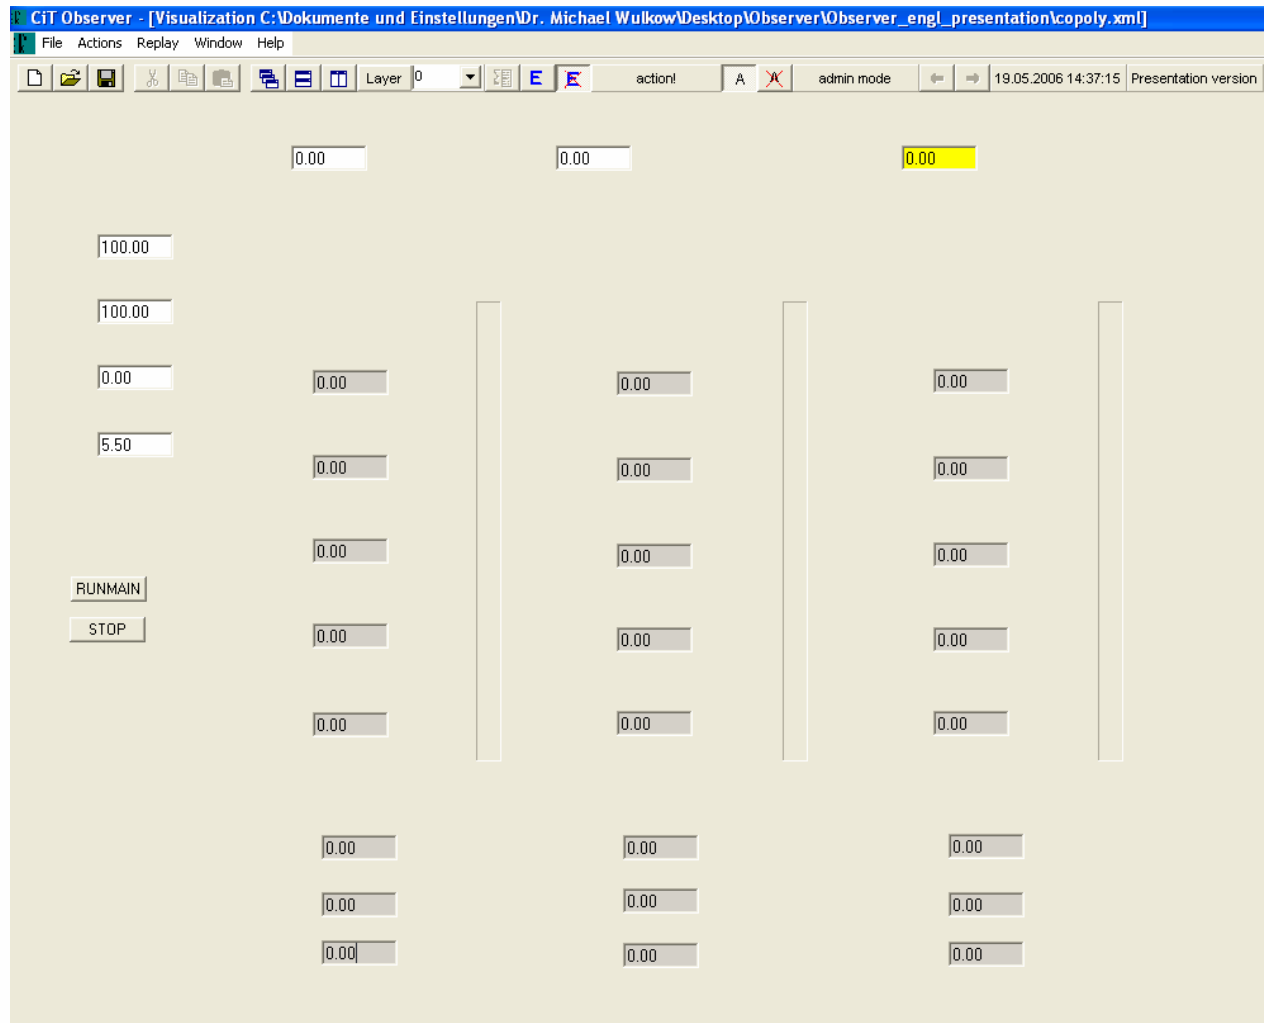 CiT Observer - [Visualization C:\Dokumente und Einstellungen\Dr. Michael Wulkow\Desktop\Observer\Observer_engl_presentation\copoly.xml]
File Actions Replay Window Help
Layer 0 E E action! A A admin mode 19.05.2006 14:37:15 Presentation version
0.00 0.00 0.00
100.00
100.00
0.00
0.00 0.00 0.00
5.50
0.00 0.00 0.00
0.00 0.00 0.00
RUNMAIN
STOP
0.00 0.00 0.00
0.00 0.00 0.00
0.00 0.00 0.00
0.00 0.00 0.00
0.00 0.00 0.00